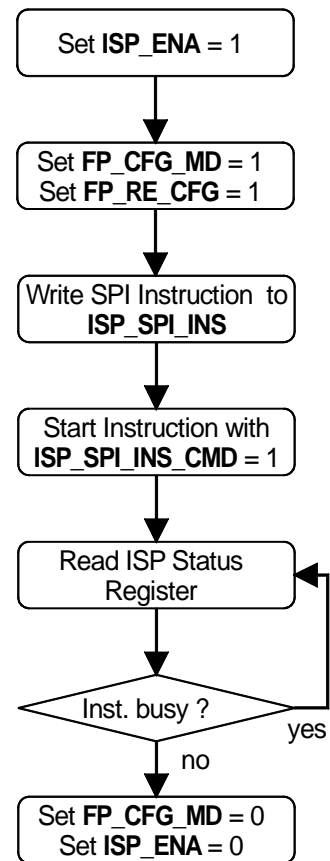 Set ISP_ENA = 1
Set FP_CFG_MD = 1
Set FP_RE_CFG = 1
Write SPI Instruction to
ISP_SPI_INS
Start Instruction with
ISP_SPI_INS_CMD = 1
Read ISP Status
Register
Inst. busy ?
yes
no
Set FP_CFG_MD = 0
Set ISP_ENA = 0